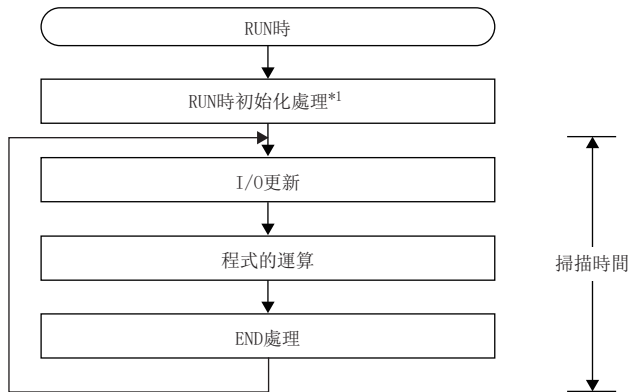 RUN時
RUN時初始化處理*1
I/O更新
程式的運算
掃描時間
END處理